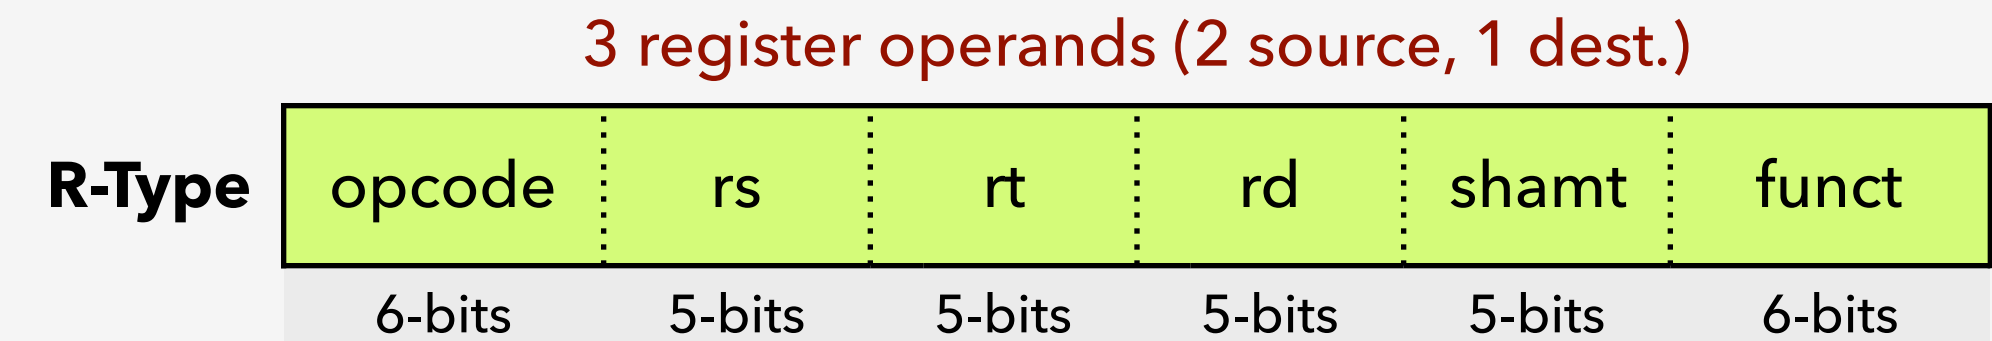 3 register operands (2 source, 1 dest.)
R-Type opcode rs rt rd shamt funct
6-bits 5-bits 5-bits 5-bits 5-bits 6-bits